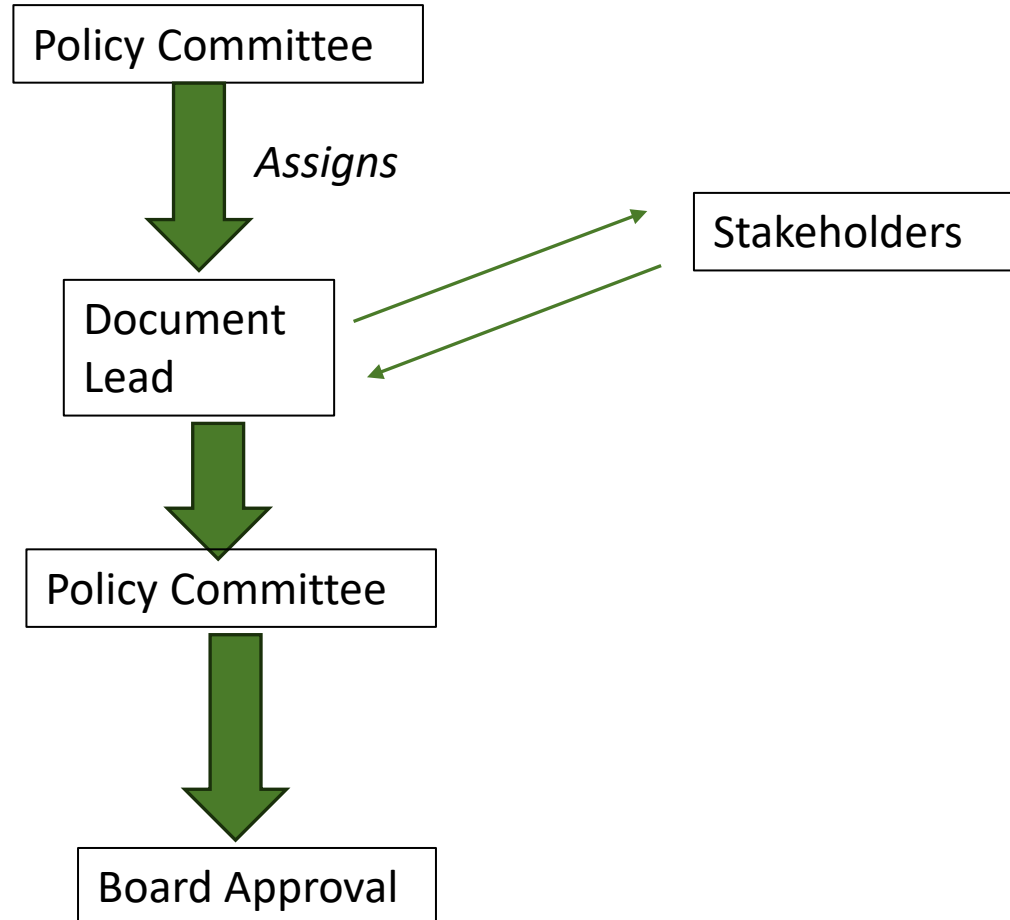 Policy Committee
Assigns
Stakeholders
Document
Lead
Policy Committee
Board Approval